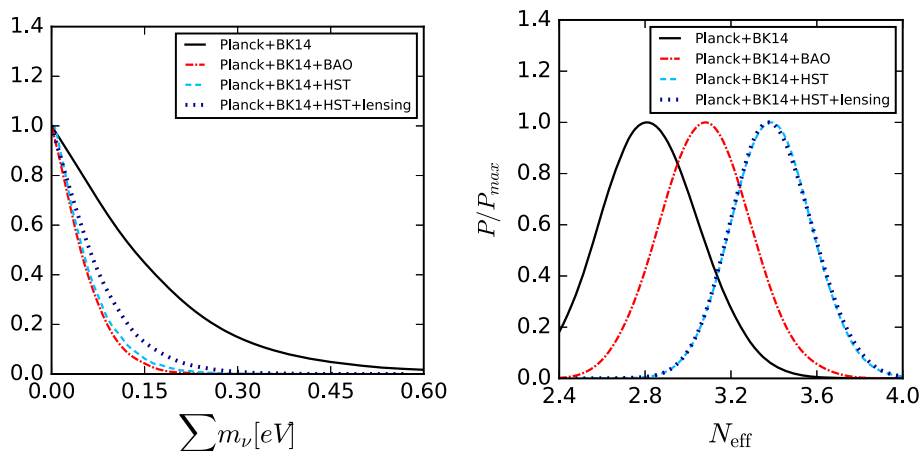 1.4
1.2
1.0
0.8
0.6
0.4
0.2
0.0
0.00 0.15 0.30 0.45 0.60
∑ m_ν [eV]
Planck+BK14
Planck+BK14+BAO
Planck+BK14+HST
Planck+BK14+HST+lensing
P/P_max
1.4
1.2
1.0
0.8
0.6
0.4
0.2
0.0
2.4 2.8 3.2 3.6 4.0
N_eff
Planck+BK14
Planck+BK14+BAO
Planck+BK14+HST
Planck+BK14+HST+lensing